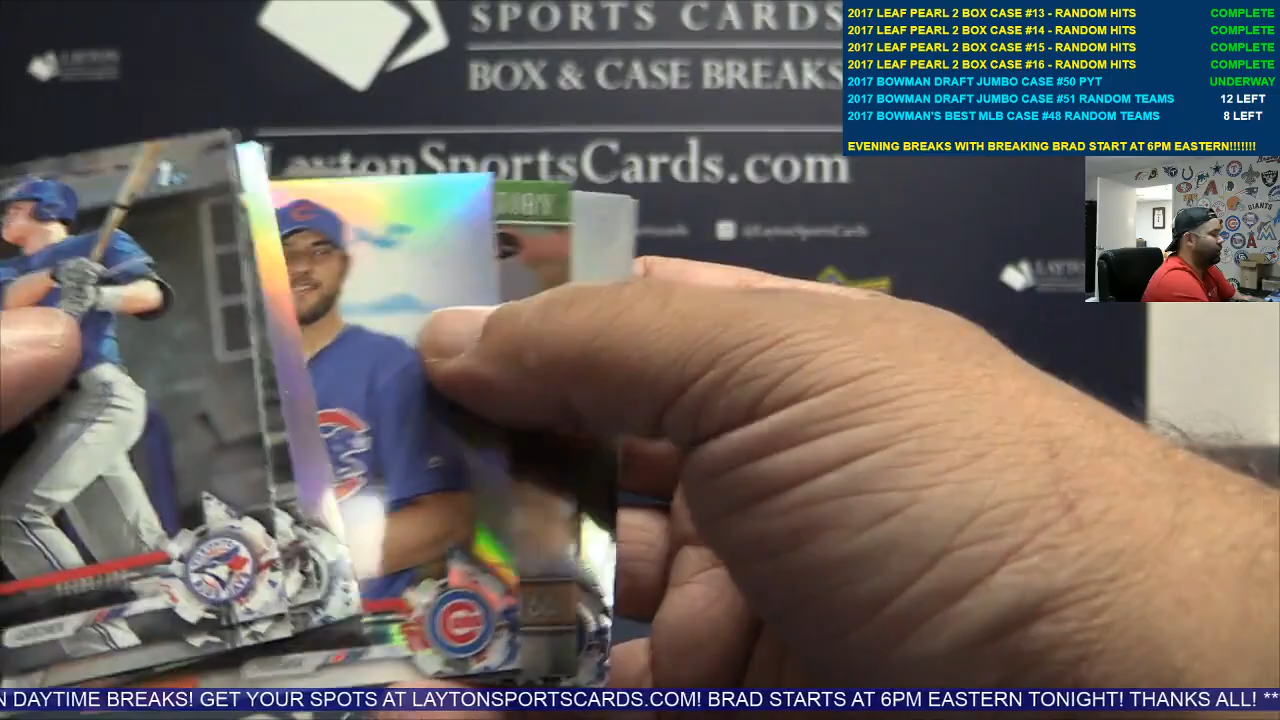 SPORTS CARDS
BOX & CASE BREAKS
LaytonSportsCards.com
@LaytonSportsCards
2017 LEAF PEARL 2 BOX CASE #13 - RANDOM HITS COMPLETE
2017 LEAF PEARL 2 BOX CASE #14 - RANDOM HITS COMPLETE
2017 LEAF PEARL 2 BOX CASE #15 - RANDOM HITS COMPLETE
2017 LEAF PEARL 2 BOX CASE #16 - RANDOM HITS COMPLETE
2017 BOWMAN DRAFT JUMBO CASE #50 PYT UNDERWAY
2017 BOWMAN DRAFT JUMBO CASE #51 RANDOM TEAMS 12 LEFT
2017 BOWMAN'S BEST MLB CASE #48 RANDOM TEAMS 8 LEFT
EVENING BREAKS WITH BREAKING BRAD START AT 6PM EASTERN!!!!!!!
GIANTS
N DAYTIME BREAKS! GET YOUR SPOTS AT LAYTONSPORTSCARDS.COM! BRAD STARTS AT 6PM EASTERN TONIGHT! THANKS ALL! **